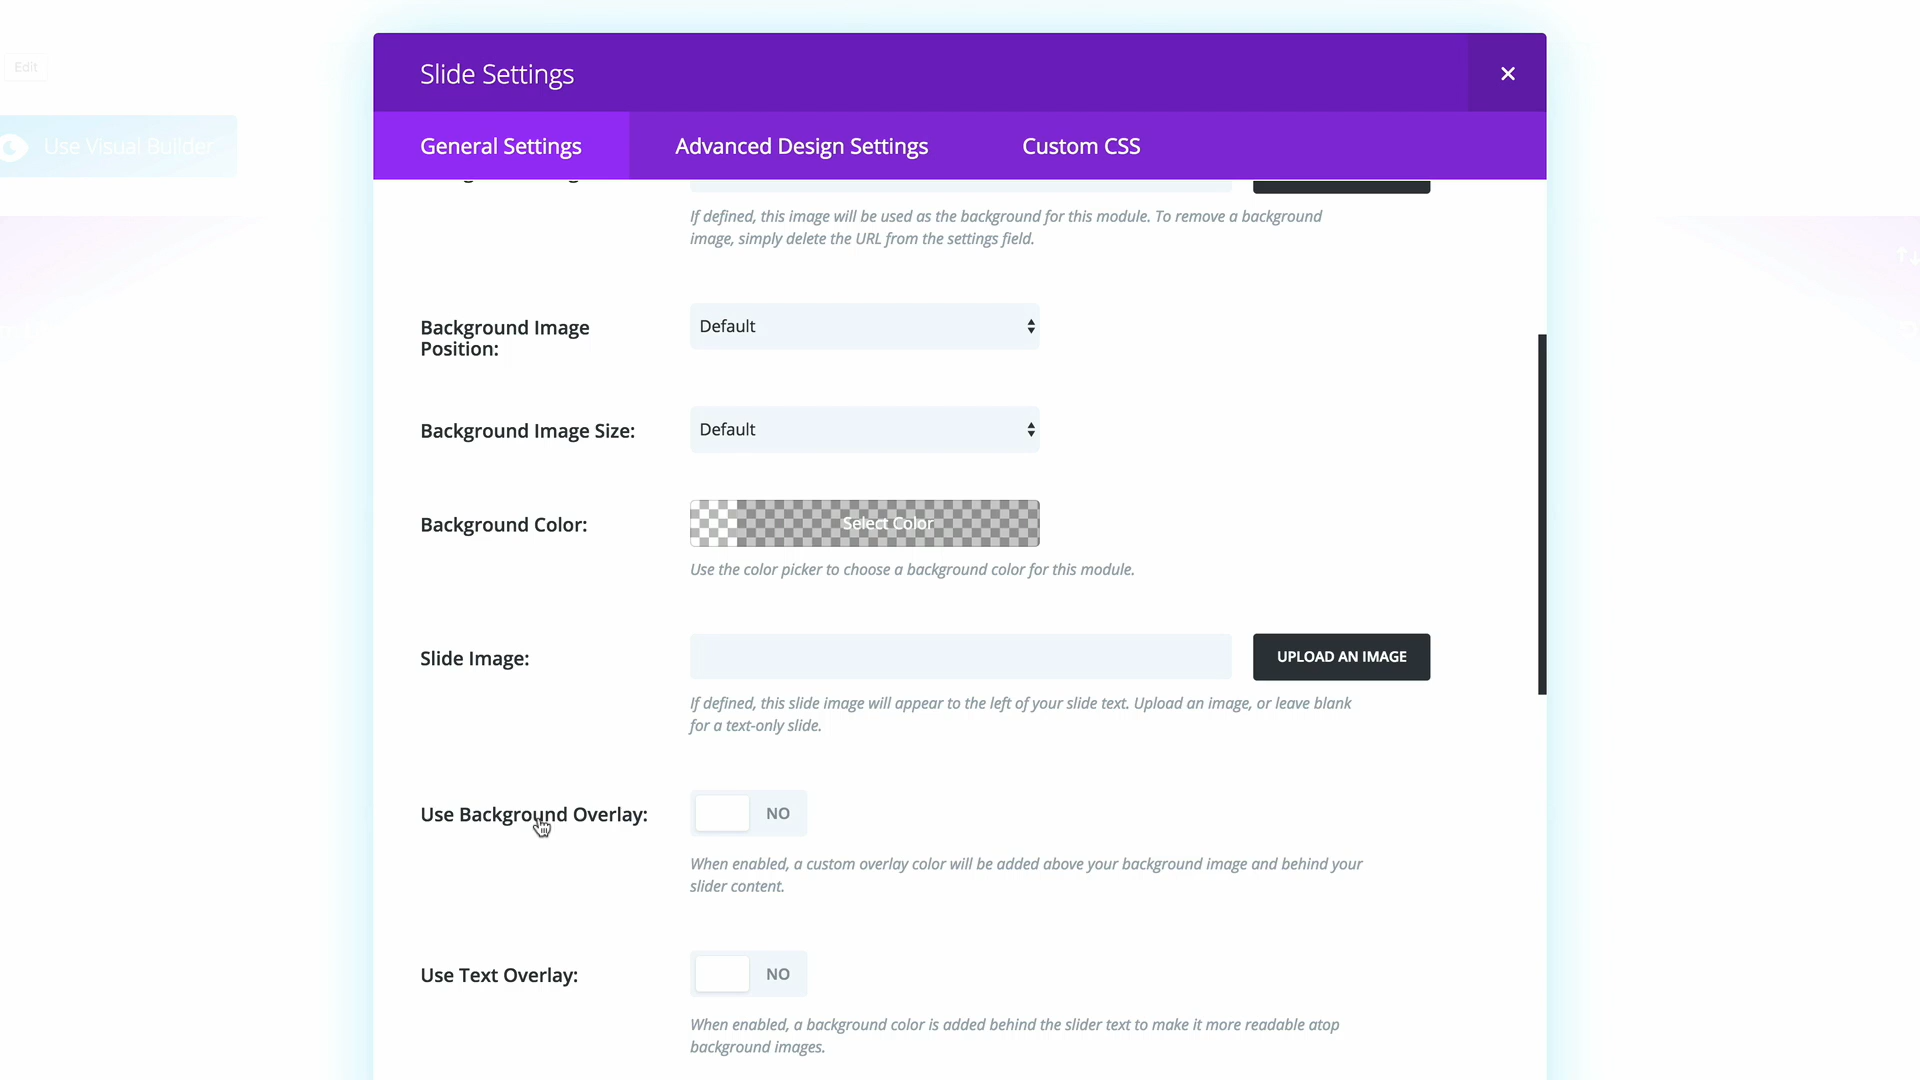 Edit
Use Visual Builder
Slide Settings
General Settings
Advanced Design Settings
Custom CSS
If defined, this image will be used as the background for this module. To remove a background
image, simply delete the URL from the settings field.
Background Image
Position:
Default
Background Image Size:
Default
Background Color:
Select Color
Use the color picker to choose a background color for this module.
Slide Image:
UPLOAD AN IMAGE
If defined, this slide image will appear to the left of your slide text. Upload an image, or leave blank
for a text-only slide.
Use Background Overlay:
NO
When enabled, a custom overlay color will be added above your background image and behind your
slider content.
Use Text Overlay:
NO
When enabled, a background color is added behind the slider text to make it more readable atop
background images.